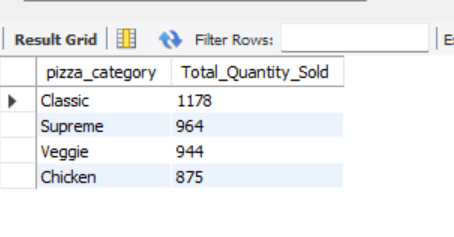 Result Grid Filter Rows:
pizza_category Total_Quantity_Sold
Classic 1178
Supreme 964
Veggie 944
Chicken 875